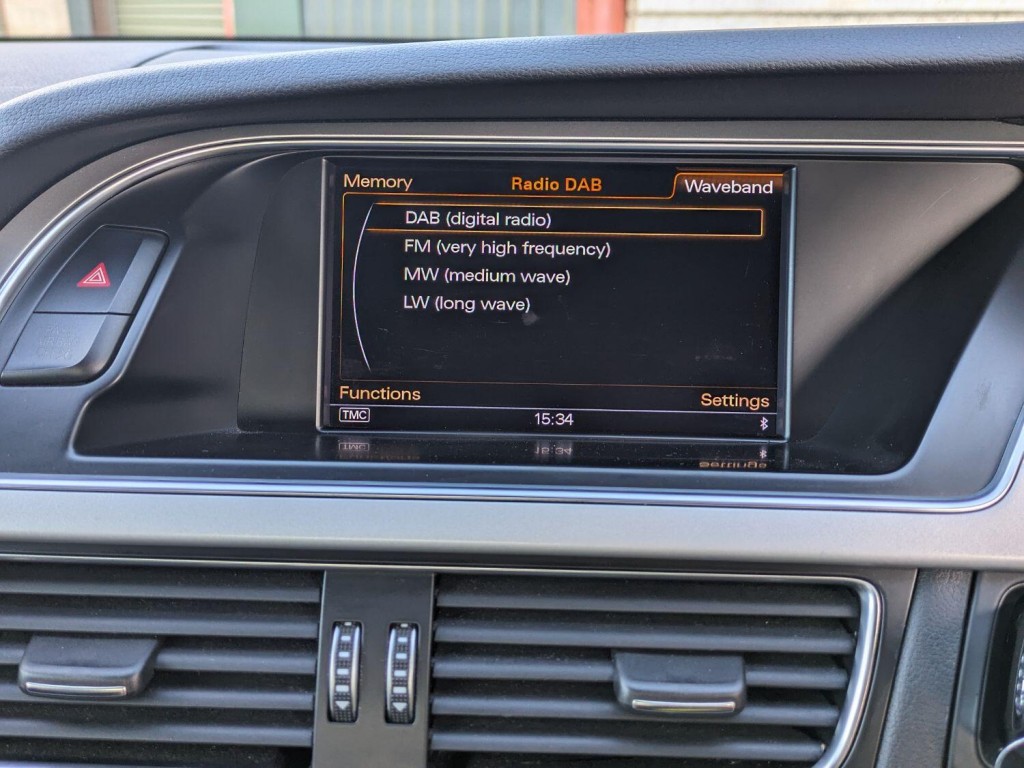 Memory Radio DAB Waveband
DAB (digital radio)
FM (very high frequency)
MW (medium wave)
LW (long wave)
Functions Settings
TMC 15:34